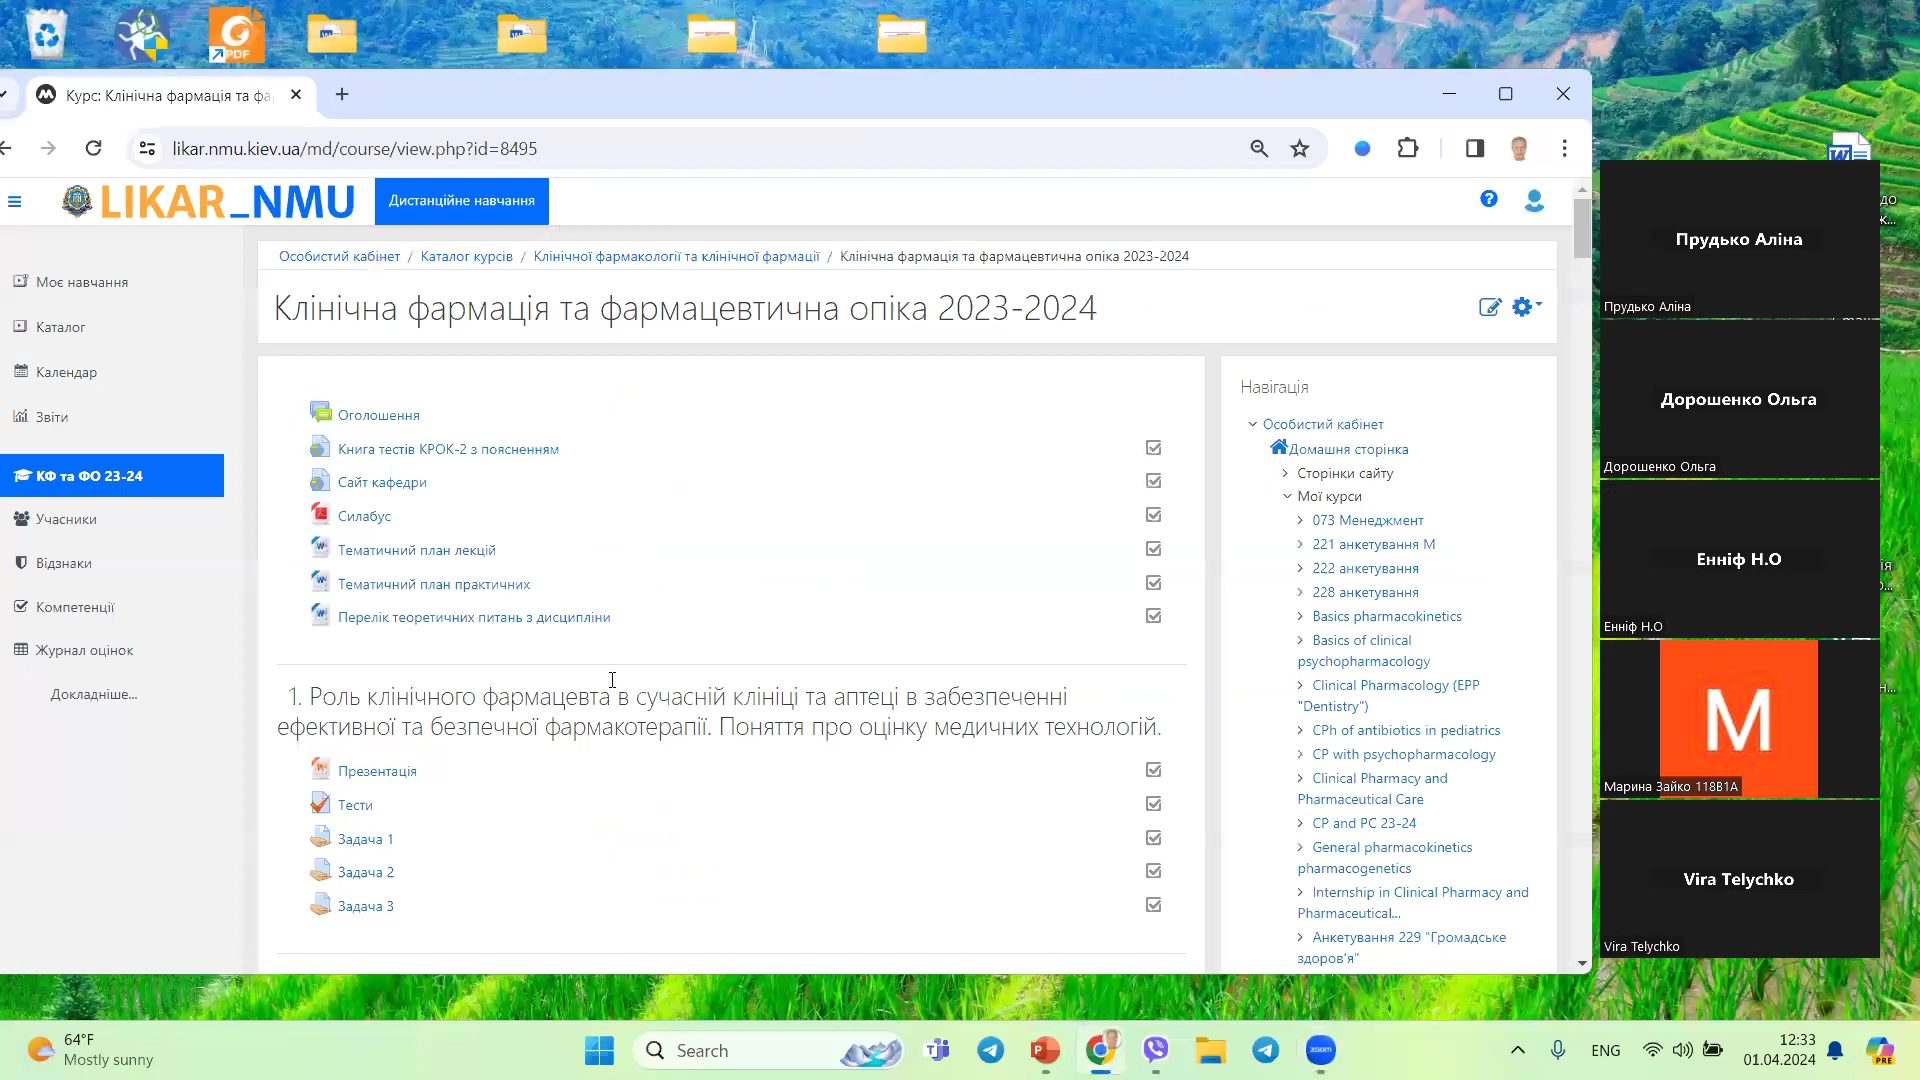 PDF
Курс: Клінічна фармація та фа
likar.nmu.kiev.ua/md/course/view.php?id=8495
LIKAR_NMU
Дистанційне навчання
Моє навчання
Каталог
Календар
Звіти
КФ та ФО 23-24
Учасники
Відзнаки
Компетенції
Журнал оцінок
Докладніше...
Особистий кабінет / Каталог курсів / Клінічної фармакології та клінічної фармації / Клінічна фармація та фармацевтична опіка 2023-2024
Клінічна фармація та фармацевтична опіка 2023-2024
Оголошення
Книга тестів КРОК-2 з поясненням
Сайт кафедри
Силабус
Тематичний план лекцій
Тематичний план практичних
Перелік теоретичних питань з дисципліни
1. Роль клінічного фармацевта в сучасній клініці та аптеці в забезпеченні
ефективної та безпечної фармакотерапії. Поняття про оцінку медичних технологій.
Презентація
Тести
Задача 1
Задача 2
Задача 3
Навігація
Особистий кабінет
Домашня сторінка
Сторінки сайту
Мої курси
073 Менеджмент
221 анкетування М
222 анкетування
228 анкетування
Basics pharmacokinetics
Basics of clinical
psychopharmacology
Clinical Pharmacology (EPP
"Dentistry")
CPh of antibiotics in pediatrics
CP with psychopharmacology
Clinical Pharmacy and
Pharmaceutical Care
CP and PC 23-24
General pharmacokinetics
pharmacogenetics
Internship in Clinical Pharmacy and
Pharmaceutical...
Анкетування 229 "Громадське
здоров'я"
Прудько Аліна
Прудько Аліна
Дорошенко Ольга
Дорошенко Ольга
Енніф Н.О
Енніф Н.О
М
Марина Зайко 118В1А
Vira Telychko
Vira Telychko
64°F
Mostly sunny
Search
zoom
ENG
12:33
01.04.2024
PRE